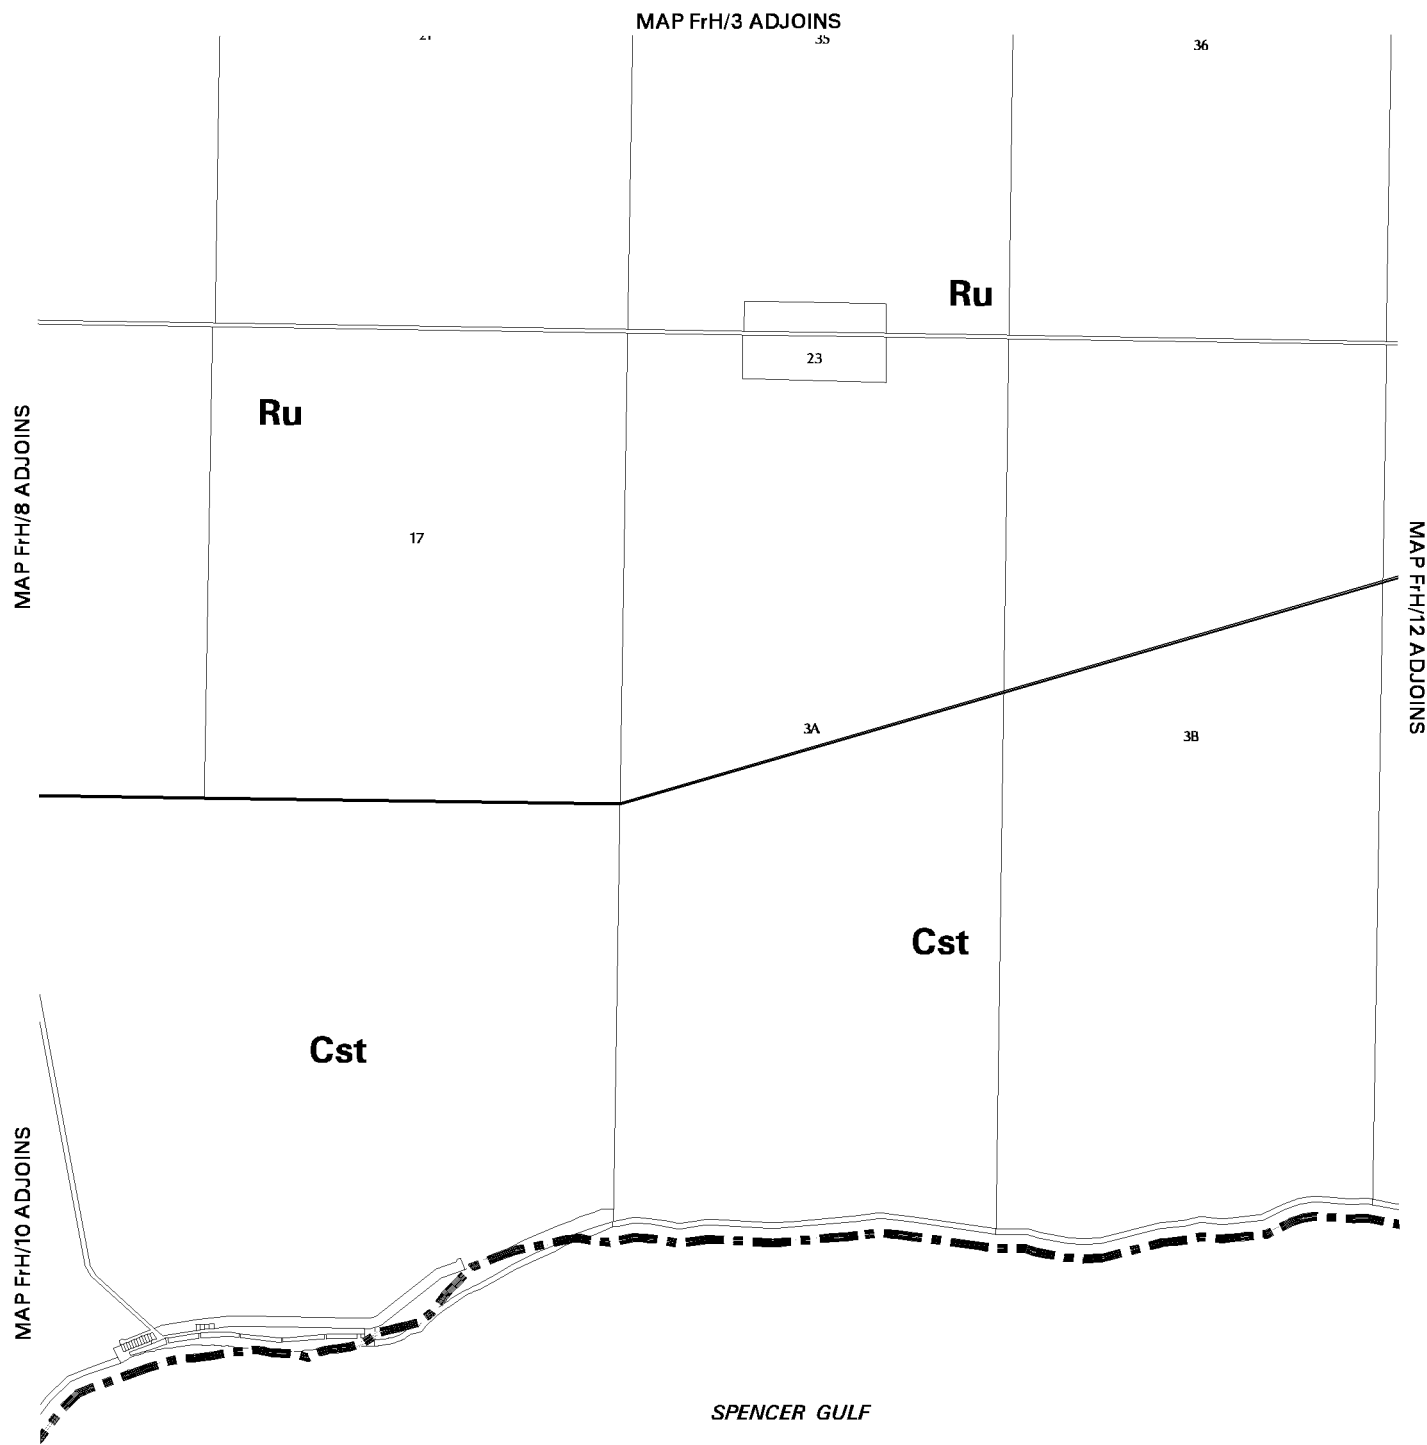 MAP FrH/3 ADJOINS
35
36
Ru
23
Ru
MAP FrH/8 ADJOINS
17
MAP FrH/12 ADJOINS
3A
3B
Cst
Cst
MAP FrH/10 ADJOINS
SPENCER GULF